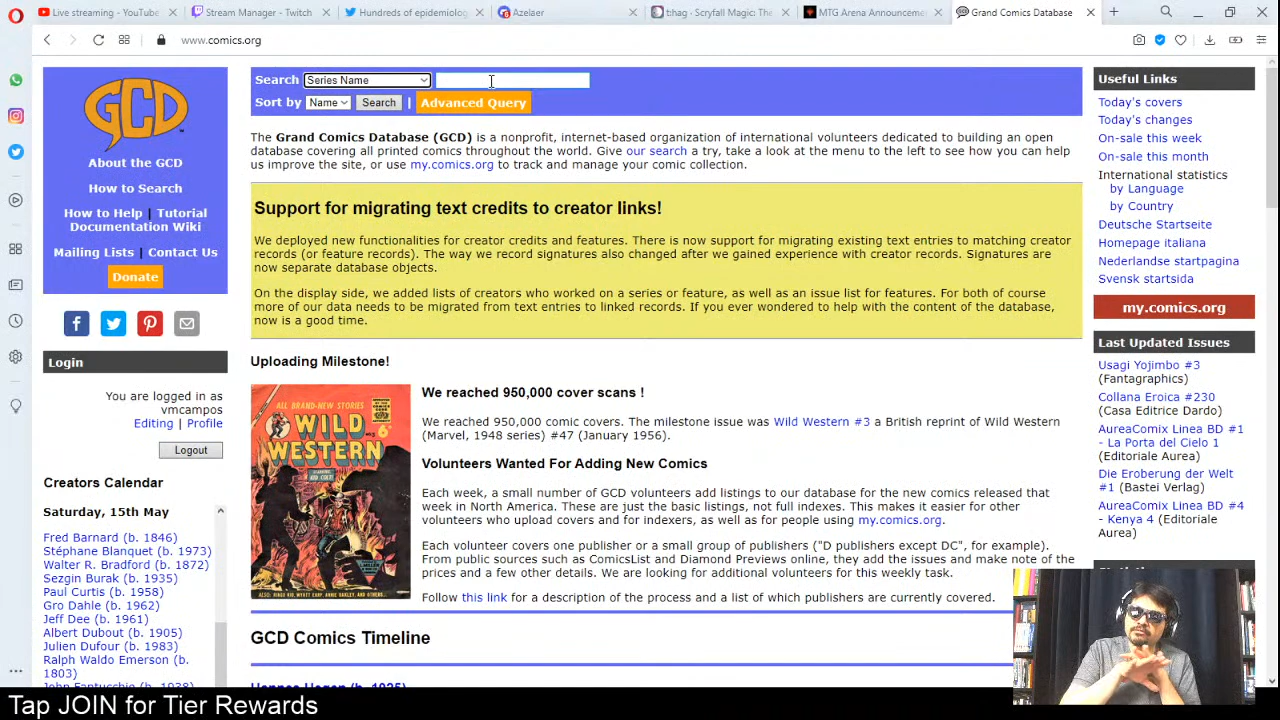 Live streaming - YouTube
Stream Manager - Twitch
Hundreds of epidemiolog
Azelaer
t:hag - Scryfall Magic: The
MTG Arena Announceme
Grand Comics Database
www.comics.org
GCD
About the GCD
How to Search
How to Help | Tutorial
Documentation Wiki
Mailing Lists | Contact Us
Donate
Login
You are logged in as
vmcampos
Editing | Profile
Logout
Creators Calendar
Saturday, 15th May
Fred Barnard (b. 1846)
Stéphane Blanquet (b. 1973)
Walter R. Bradford (b. 1872)
Sezgin Burak (b. 1935)
Paul Curtis (b. 1958)
Gro Dahle (b. 1962)
Jeff Dee (b. 1961)
Albert Dubout (b. 1905)
Julien Dufour (b. 1983)
Ralph Waldo Emerson (b.
1803)
John Fantucchio (b. 1938)
Search Series Name
Sort by Name Search | Advanced Query
The Grand Comics Database (GCD) is a nonprofit, internet-based organization of international volunteers dedicated to building an open
database covering all printed comics throughout the world. Give our search a try, take a look at the menu to the left to see how you can help
us improve the site, or use my.comics.org to track and manage your comic collection.
Support for migrating text credits to creator links!
We deployed new functionalities for creator credits and features. There is now support for migrating existing text entries to matching creator
records (or feature records). The way we record signatures also changed after we gained experience with creator records. Signatures are
now separate database objects.
On the display side, we added lists of creators who worked on a series or feature, as well as an issue list for features. For both of course
more of our data needs to be migrated from text entries to linked records. If you ever wondered to help with the content of the database,
now is a good time.
Uploading Milestone!
ALL BRAND-NEW STORIES
WILD
WESTERN
We reached 950,000 cover scans !
We reached 950,000 comic covers. The milestone issue was Wild Western #3 a British reprint of Wild Western
(Marvel, 1948 series) #47 (January 1956).
Volunteers Wanted For Adding New Comics
Each week, a small number of GCD volunteers add listings to our database for the new comics released that
week in North America. These are just the basic listings, not full indexes. This makes it easier for other
volunteers who upload covers and for indexers, as well as for people using my.comics.org.
Each volunteer covers one publisher or a small group of publishers ("D publishers except DC", for example).
From public sources such as ComicsList and Diamond Previews online, they add the issues and make note of the
prices and a few other details. We are looking for additional volunteers for this weekly task.
Follow this link for a description of the process and a list of which publishers are currently covered.
GCD Comics Timeline
Hannes Hegen (b. 1925)
Useful Links
Today's covers
Today's changes
On-sale this week
On-sale this month
International statistics
by Language
by Country
Deutsche Startseite
Homepage italiana
Nederlandse startpagina
Svensk startsida
my.comics.org
Last Updated Issues
Usagi Yojimbo #3
(Fantagraphics)
Collana Eroica #230
(Casa Editrice Dardo)
AureaComix Linea BD #1
- La Porta del Cielo 1
(Editoriale Aurea)
Die Eroberung der Welt
#1 (Bastei Verlag)
AureaComix Linea BD #4
- Kenya 4 (Editoriale
Aurea)
Tap JOIN for Tier Rewards